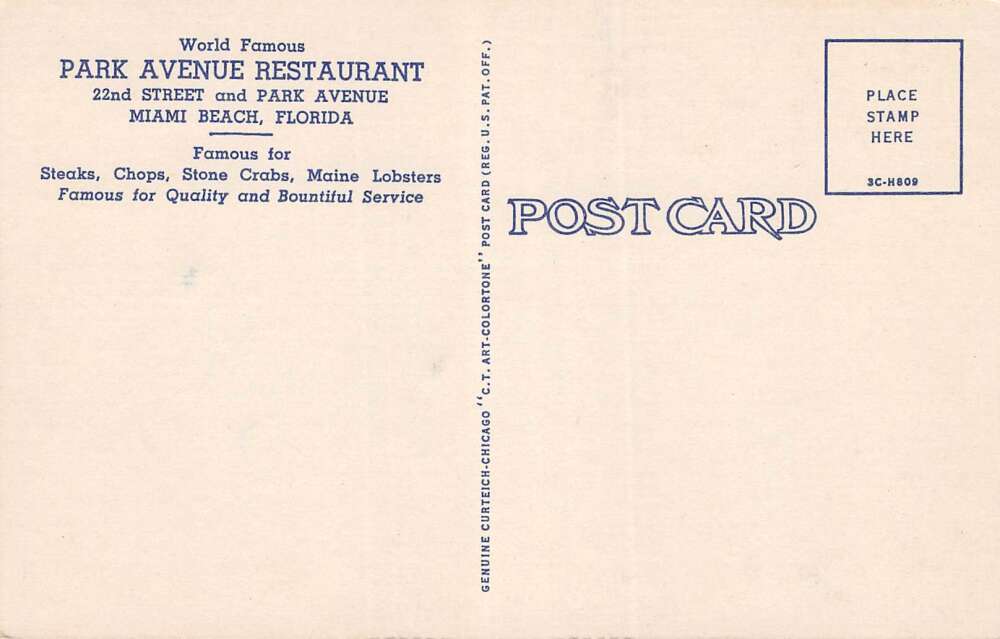 World Famous
PARK AVENUE RESTAURANT
22nd STREET and PARK AVENUE
MIAMI BEACH, FLORIDA
Famous for
Steaks, Chops, Stone Crabs, Maine Lobsters
Famous for Quality and Bountiful Service
GENUINE CURTEICH-CHICAGO "C.T. ART-COLORTONE" POST CARD (REG. U.S. PAT. OFF.)
POST CARD
PLACE
STAMP
HERE
3C-H809